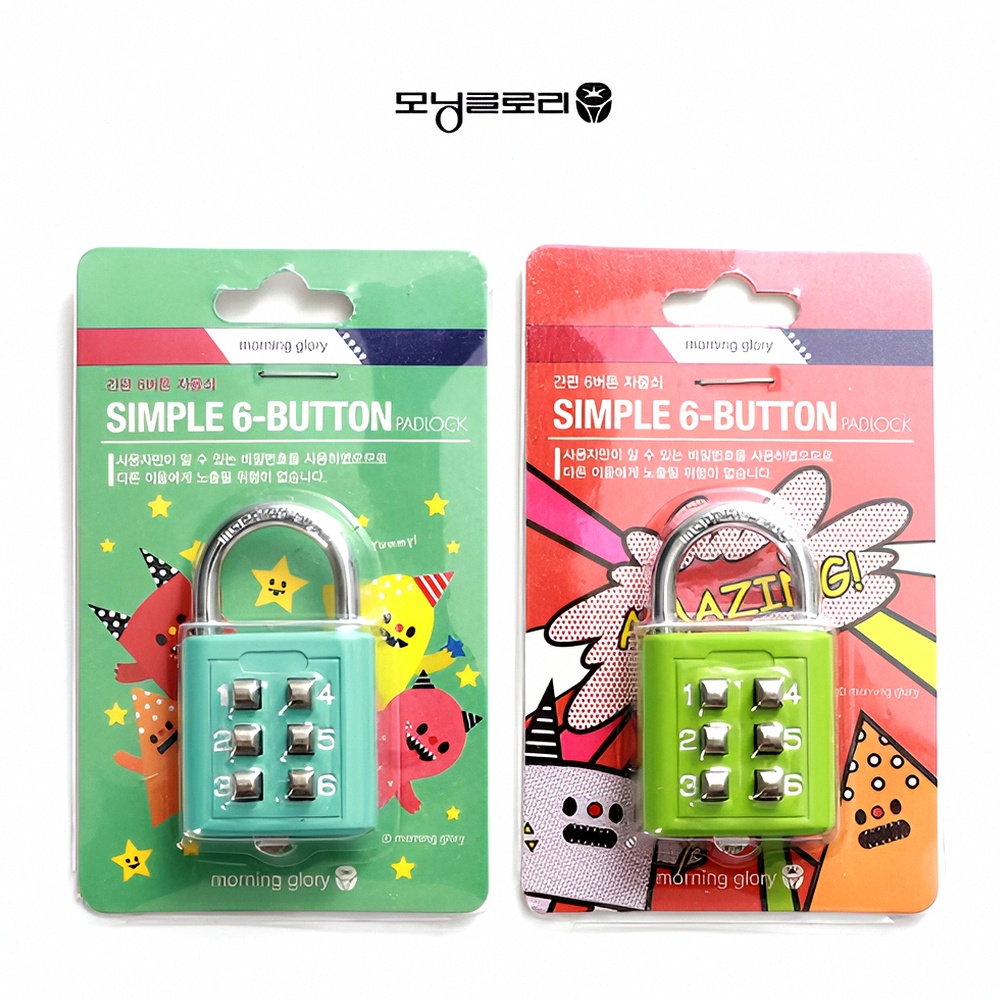 모닝글로리
morning glory
간편 6버튼 자물쇠
SIMPLE 6-BUTTON PADLOCK
사용자만이 알 수 있는 비밀번호를 사용하였으므로
다른 이들에게 노출될 위험이 없습니다.
Yummy!
1 4
2 5
3 6
© morning glory
morning glory
morning glory
간편 6버튼 자물쇠
SIMPLE 6-BUTTON PADLOCK
사용자만이 알 수 있는 비밀번호를 사용하였으므로
다른 이들에게 노출될 위험이 없습니다.
AMAZING!
1 4
© morning glory
2 5
3 6
morning glory